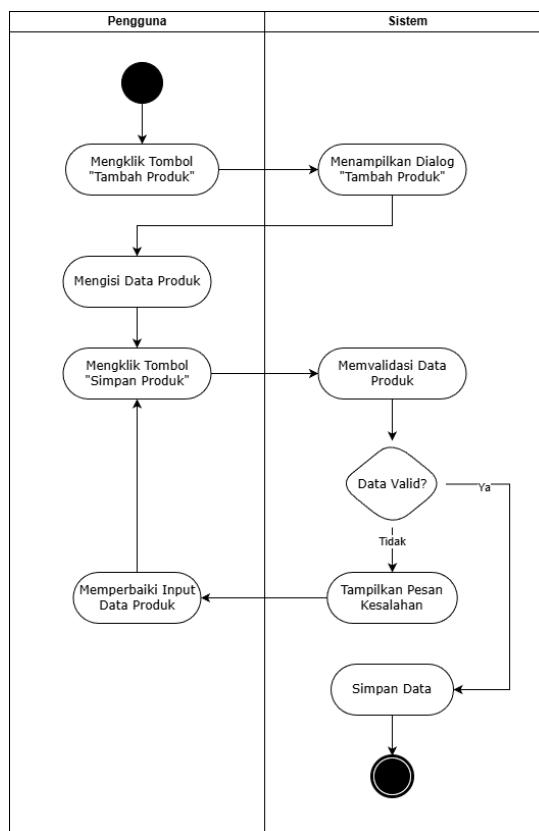 Pengguna
Sistem
Mengklik Tombol
"Tambah Produk"
Menampilkan Dialog
"Tambah Produk"
Mengisi Data Produk
Mengklik Tombol
"Simpan Produk"
Memvalidasi Data
Produk
Data Valid?
Ya
Tidak
Memperbaiki Input
Data Produk
Tampilkan Pesan
Kesalahan
Simpan Data